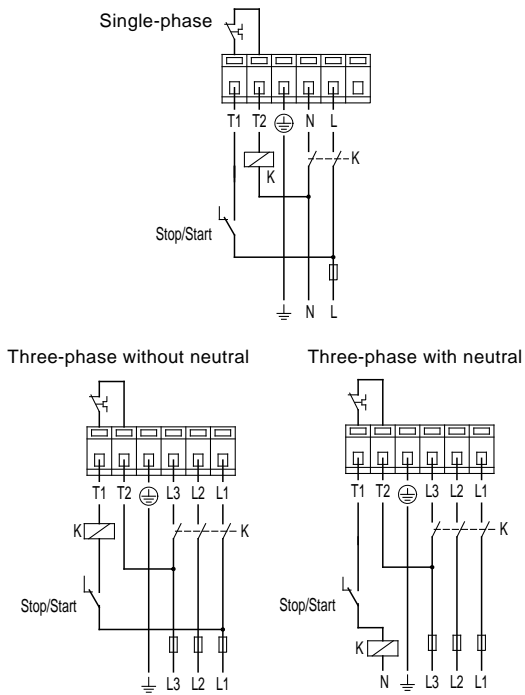 Single-phase
T1 T2 N L
K
K
Stop/Start
N L
Three-phase without neutral
T1 T2 L3 L2 L1
K
K
Stop/Start
L3 L2 L1
Three-phase with neutral
T1 T2 L3 L2 L1
K
Stop/Start
K
N L3 L2 L1